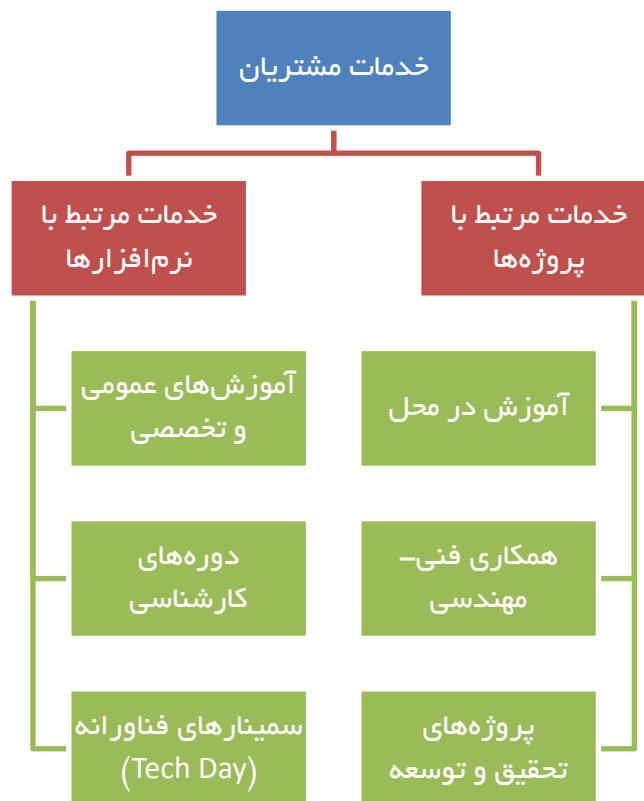 خدمات مشتریان
خدمات مرتبط با
پروژه‌ها
آموزش در محل
همکاری فنی–
مهندسی
پروژه‌های
تحقیق و توسعه
خدمات مرتبط با
نرم‌افزارها
آموزش‌های عمومی
و تخصصی
دوره‌های
کارشناسی
سمینارهای فناورانه
(Tech Day)